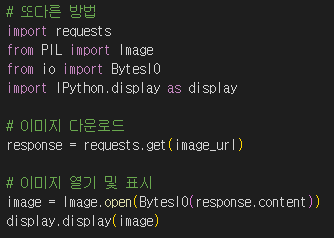 # 또다른 방법
import requests
from PIL import Image
from io import BytesIO
import IPython.display as display
# 이미지 다운로드
response = requests.get(image_url)
# 이미지 열기 및 표시
image = Image.open(BytesIO(response.content))
display.display(image)